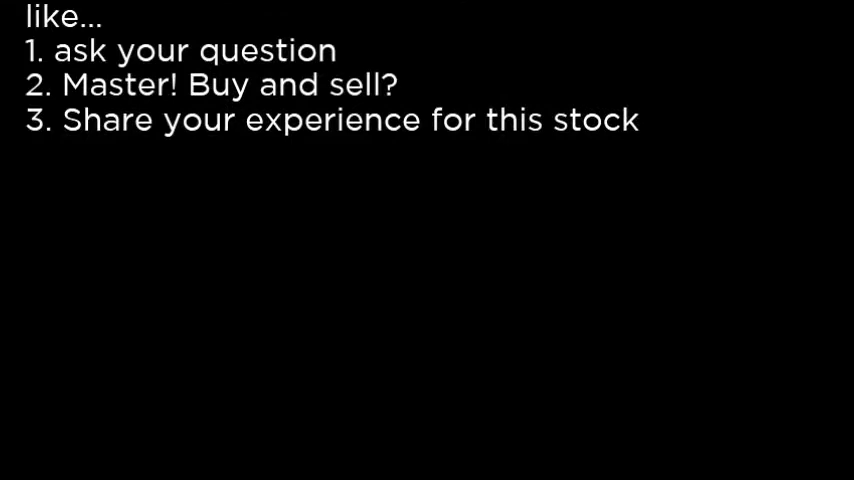 like...
1. ask your question
2. Master! Buy and sell?
3. Share your experience for this stock